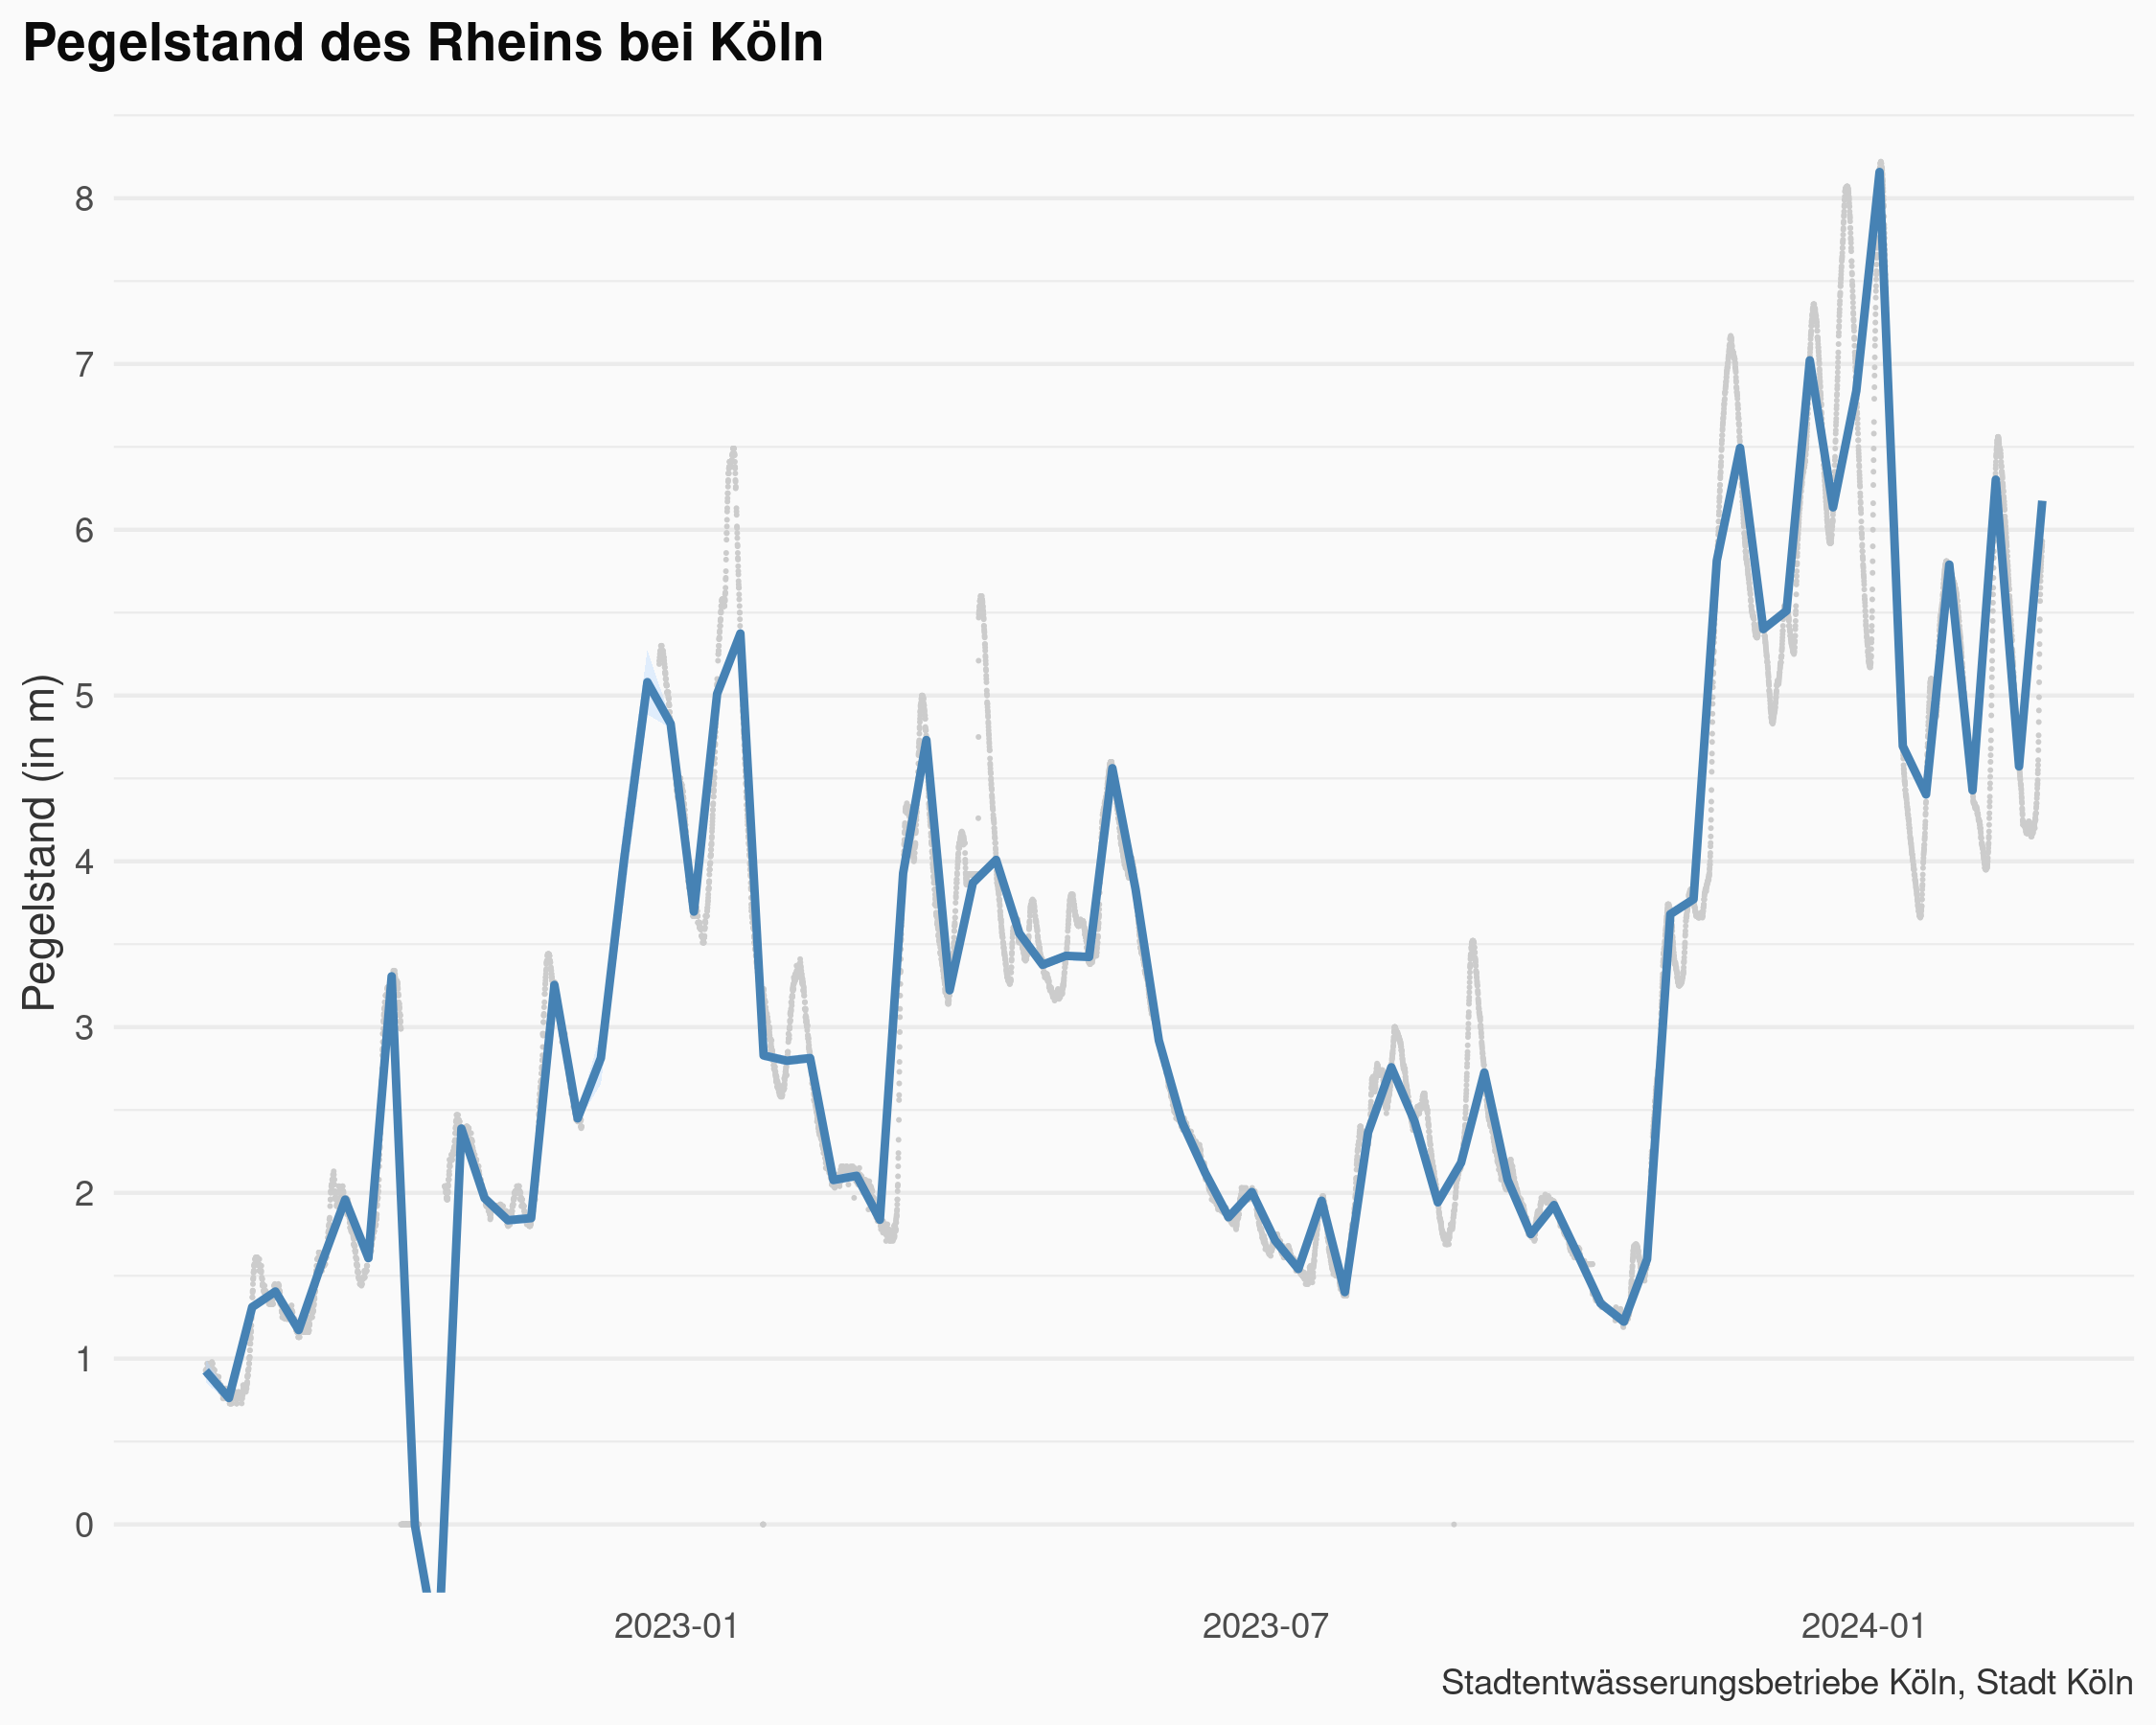 Pegelstand des Rheins bei Köln
Pegelstand (in m)
8
7
6
5
4
3
2
1
0
2023-01 2023-07 2024-01
Stadtentwässerungsbetriebe Köln, Stadt Köln